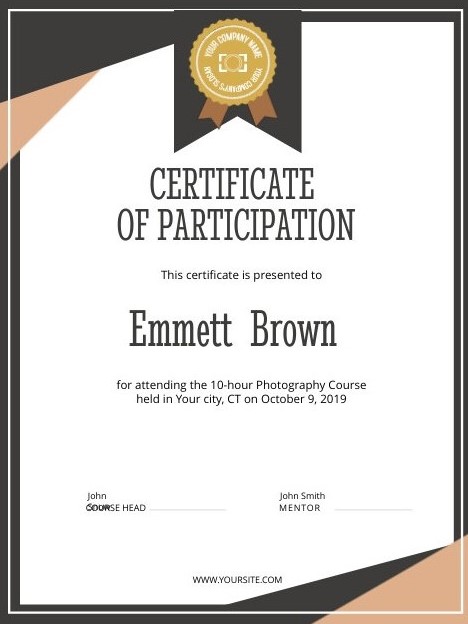 YOUR COMPANY NAME
YOUR COMPANY'S SLOGAN
CERTIFICATE
OF PARTICIPATION
This certificate is presented to
Emmett Brown
for attending the 10-hour Photography Course
held in Your city, CT on October 9, 2019
John
Snow
COURSE HEAD
John Smith
MENTOR
WWW.YOURSITE.COM